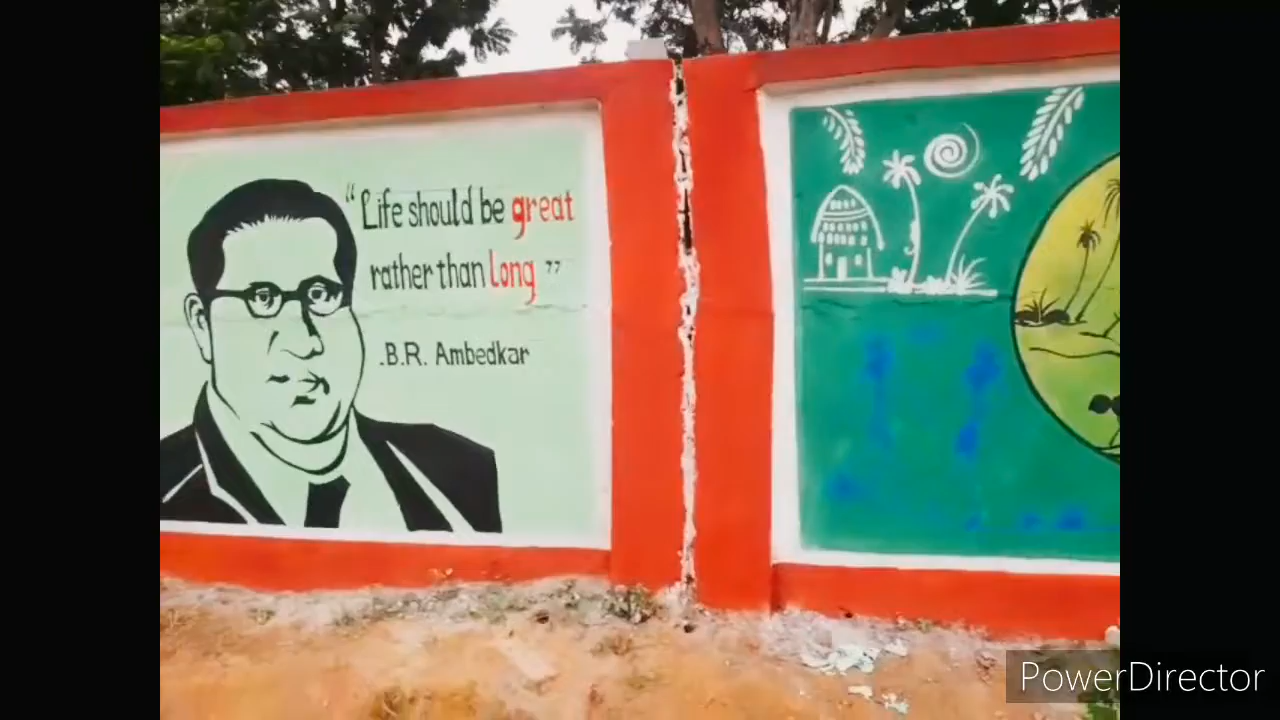 “Life should be great
rather than long ”
.B.R. Ambedkar
PowerDirector